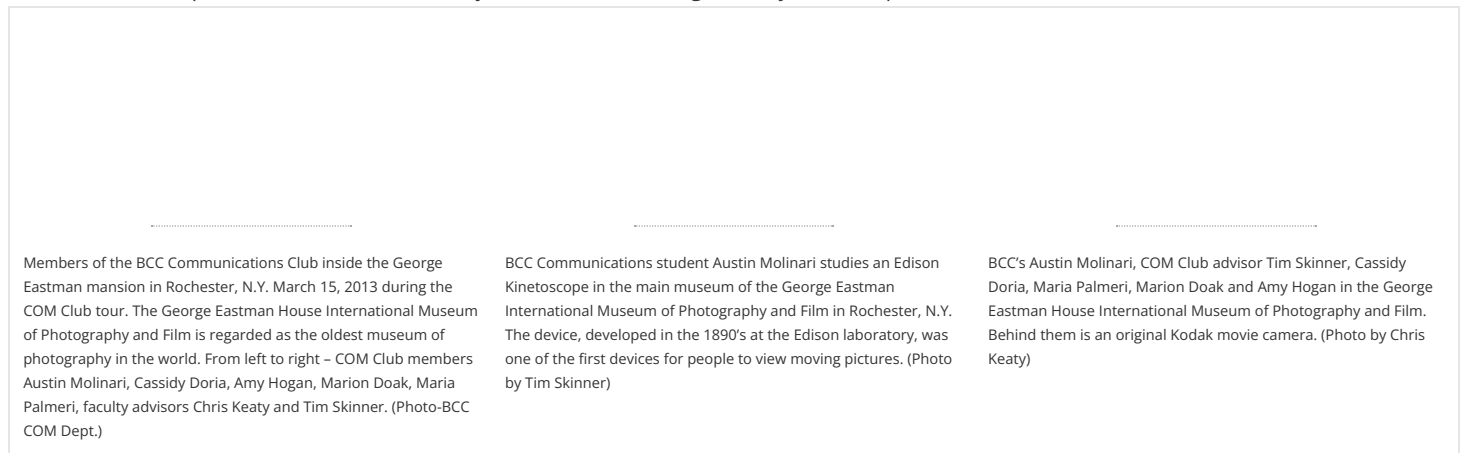 Members of the BCC Communications Club inside the George
Eastman mansion in Rochester, N.Y. March 15, 2013 during the
COM Club tour. The George Eastman House International Museum
of Photography and Film is regarded as the oldest museum of
photography in the world. From left to right – COM Club members
Austin Molinari, Cassidy Doria, Amy Hogan, Marion Doak, Maria
Palmeri, faculty advisors Chris Keaty and Tim Skinner. (Photo-BCC
COM Dept.)
BCC Communications student Austin Molinari studies an Edison
Kinetoscope in the main museum of the George Eastman
International Museum of Photography and Film in Rochester, N.Y.
The device, developed in the 1890’s at the Edison laboratory, was
one of the first devices for people to view moving pictures. (Photo
by Tim Skinner)
BCC’s Austin Molinari, COM Club advisor Tim Skinner, Cassidy
Doria, Maria Palmeri, Marion Doak and Amy Hogan in the George
Eastman House International Museum of Photography and Film.
Behind them is an original Kodak movie camera. (Photo by Chris
Keaty)